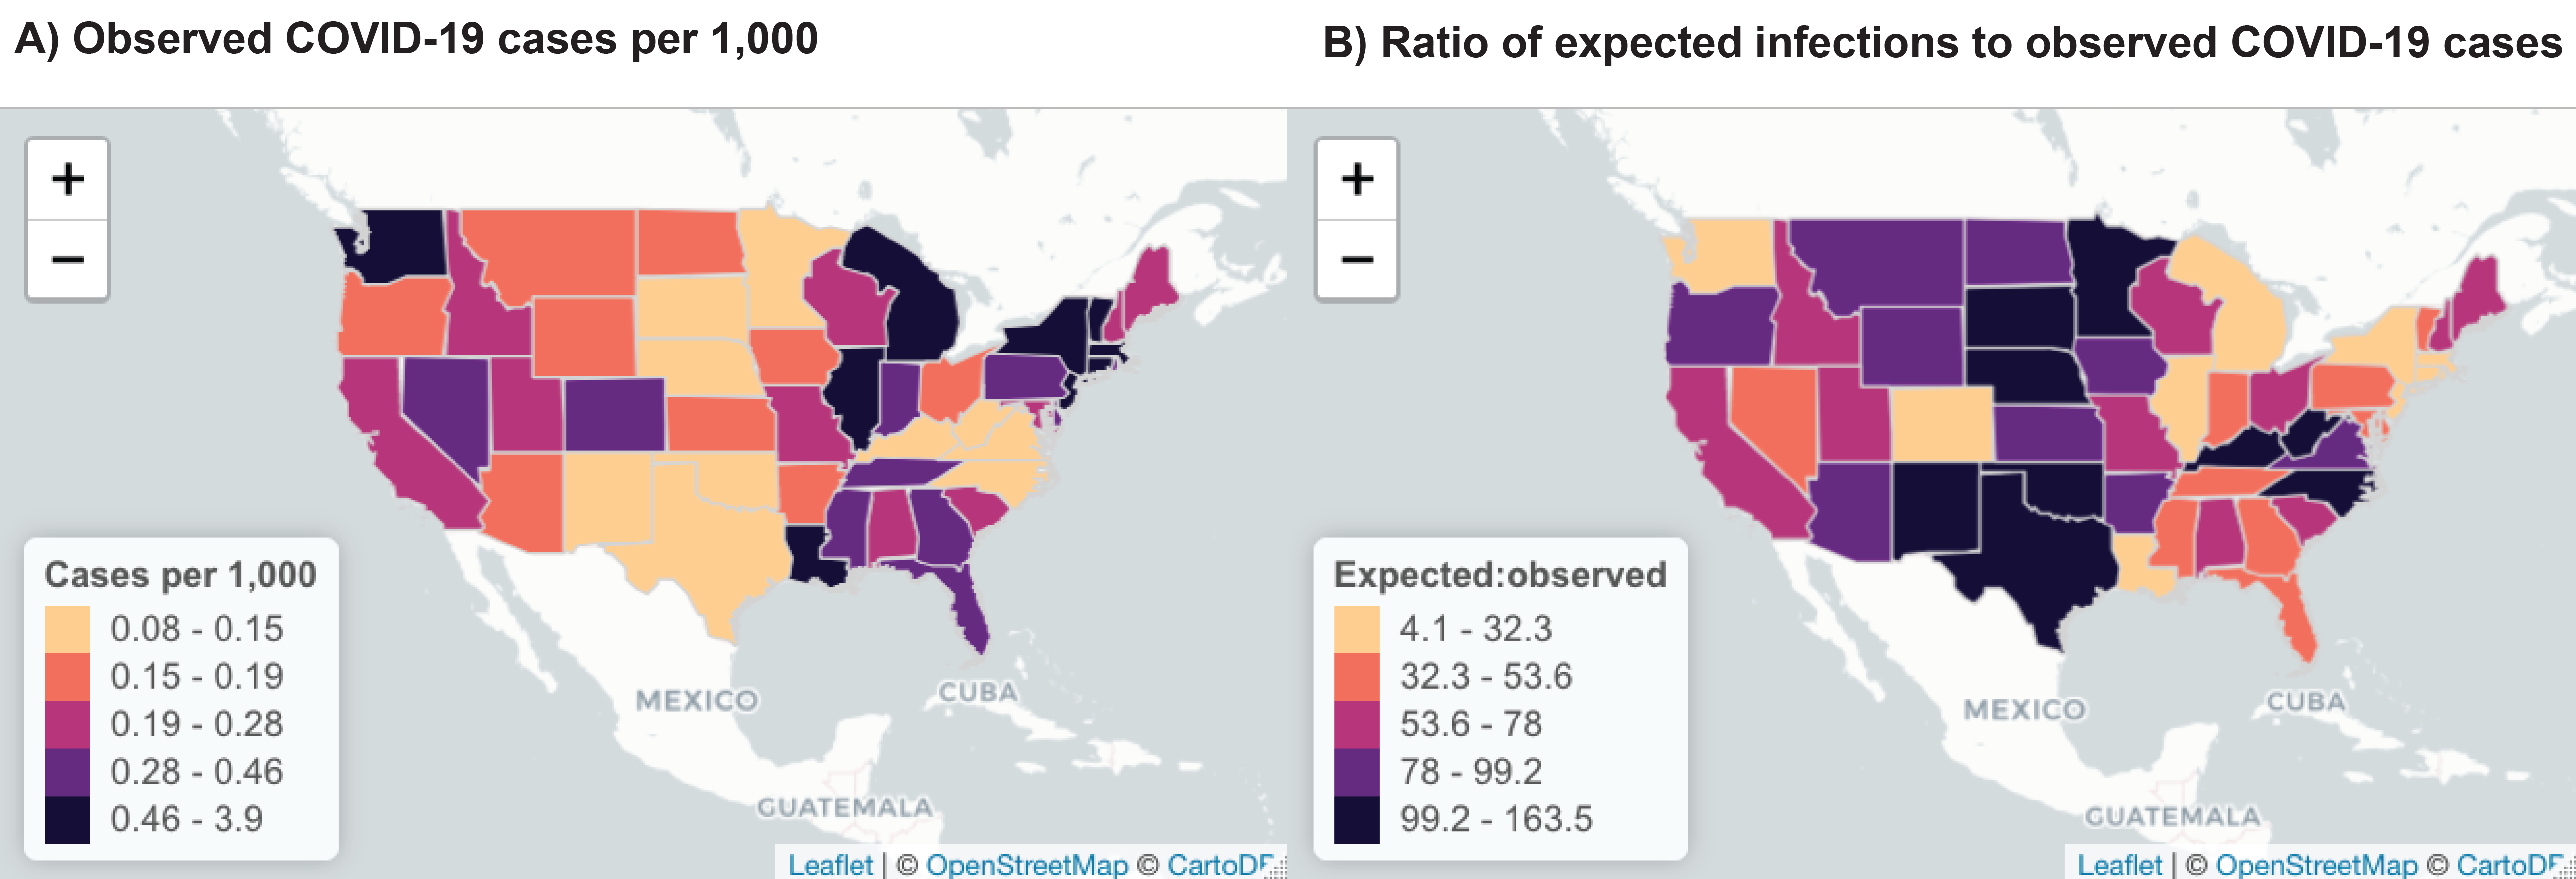 A) Observed COVID-19 cases per 1,000
+
−
MEXICO
CUBA
GUATEMALA
Cases per 1,000
0.08 - 0.15
0.15 - 0.19
0.19 - 0.28
0.28 - 0.46
0.46 - 3.9
Leaflet | © OpenStreetMap © CartoDB
B) Ratio of expected infections to observed COVID-19 cases
+
−
MEXICO
CUBA
GUATEMALA
Expected:observed
4.1 - 32.3
32.3 - 53.6
53.6 - 78
78 - 99.2
99.2 - 163.5
Leaflet | © OpenStreetMap © CartoDB